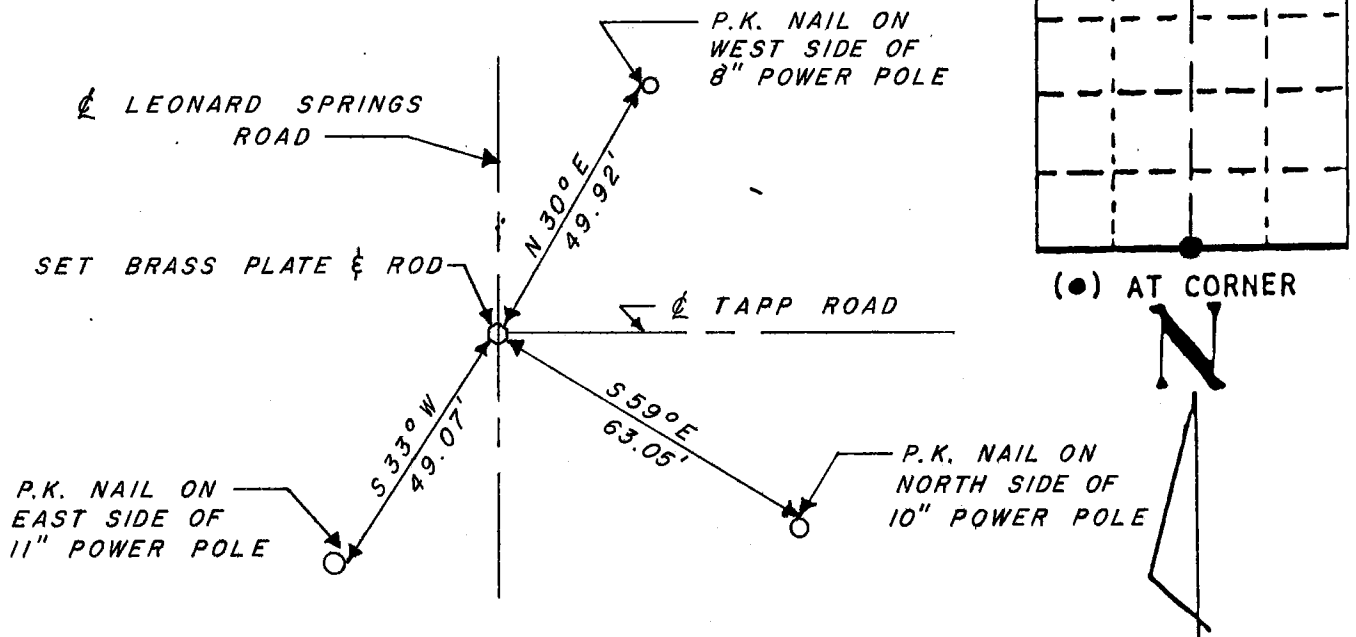 P.K. NAIL ON
WEST SIDE OF
8" POWER POLE
℄ LEONARD SPRINGS
ROAD
N 30° E
49.92'
SET BRASS PLATE & ROD
℄ TAPP ROAD
(●) AT CORNER
N
S 33° W
49.07'
S 59° E
63.05'
P.K. NAIL ON
EAST SIDE OF
11" POWER POLE
P.K. NAIL ON
NORTH SIDE OF
10" POWER POLE